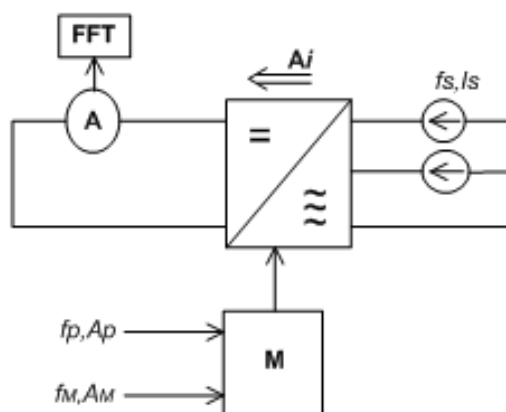 FFT
Ai
fs,Is
A
=
≈
~
fP,AP
M
fM,AM